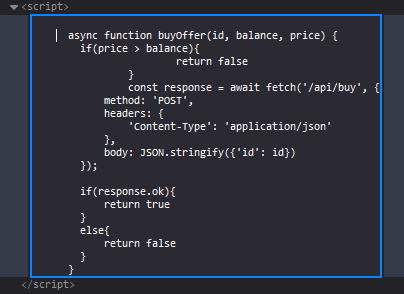 <script>
async function buyOffer(id, balance, price) {
if(price > balance){
return false
}
const response = await fetch('/api/buy', {
method: 'POST',
headers: {
'Content-Type': 'application/json'
},
body: JSON.stringify({'id': id})
});
if(response.ok){
return true
}
else{
return false
}
}
</script>